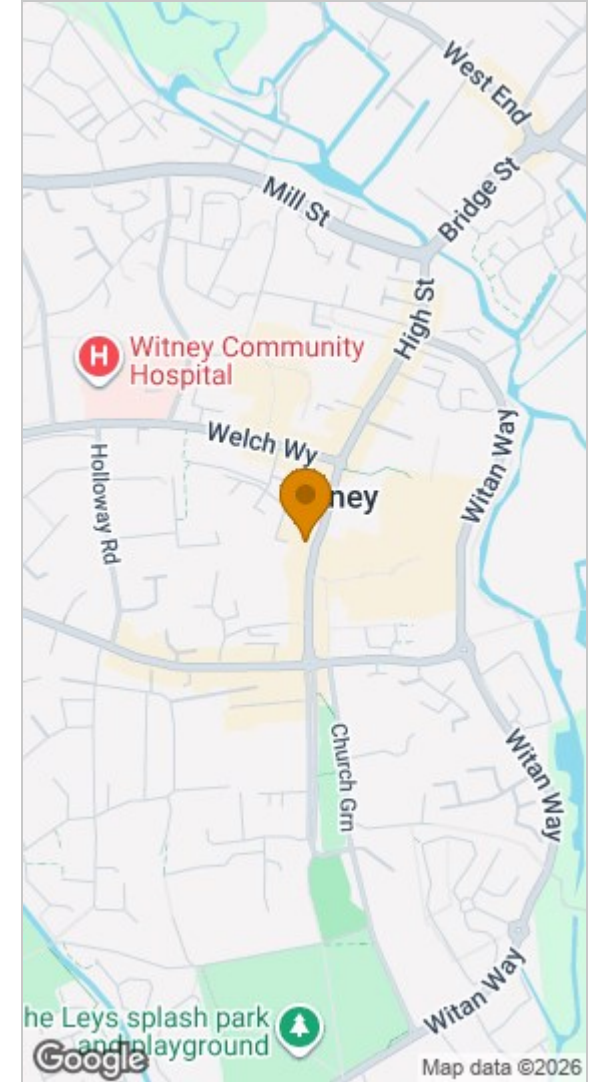 West End
Bridge St
Mill St
High St
H
Witney Community
Hospital
Welch Wy
Witan Way
Holloway Rd
ney
Church Grn
Witan Way
he Leys splash park
and playground
Witan Way
Google
Map data ©2026